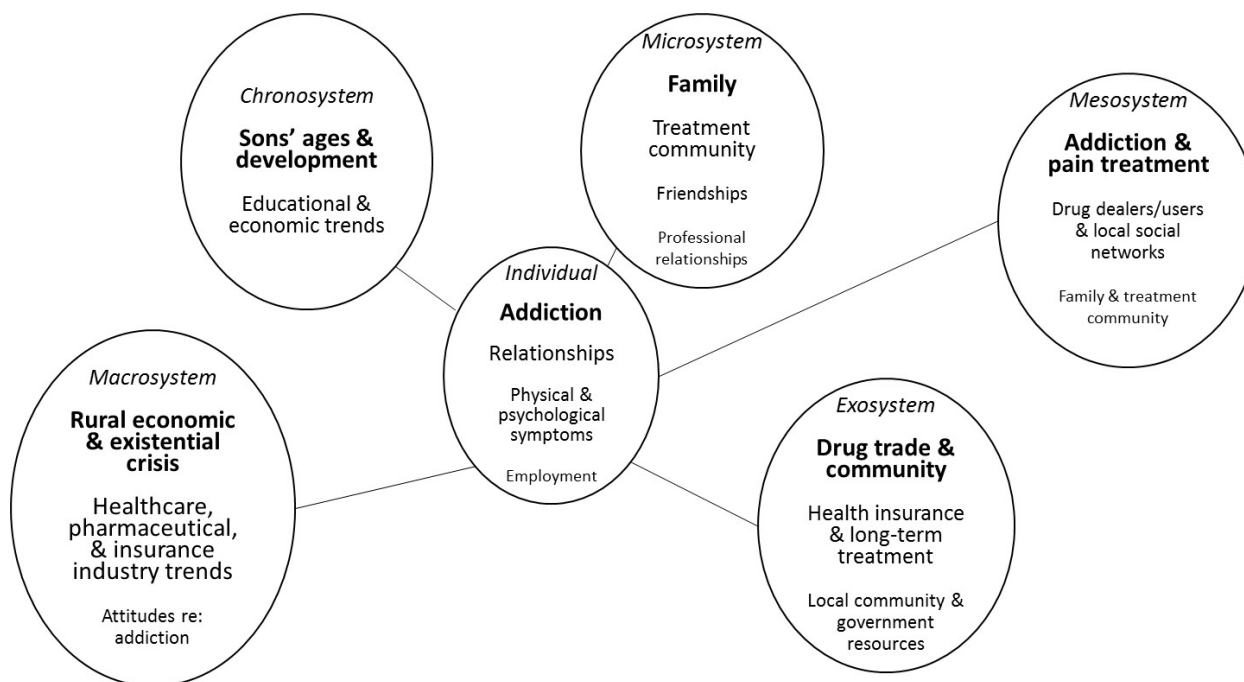 Chronosystem
Sons’ ages &
development
Educational &
economic trends
Microsystem
Family
Treatment
community
Friendships
Professional
relationships
Mesosystem
Addiction &
pain treatment
Drug dealers/users
& local social
networks
Family & treatment
community
Individual
Addiction
Relationships
Physical &
psychological
symptoms
Employment
Macrosystem
Rural economic
& existential
crisis
Healthcare,
pharmaceutical,
& insurance
industry trends
Attitudes re:
addiction
Exosystem
Drug trade &
community
Health insurance
& long-term
treatment
Local community &
government
resources